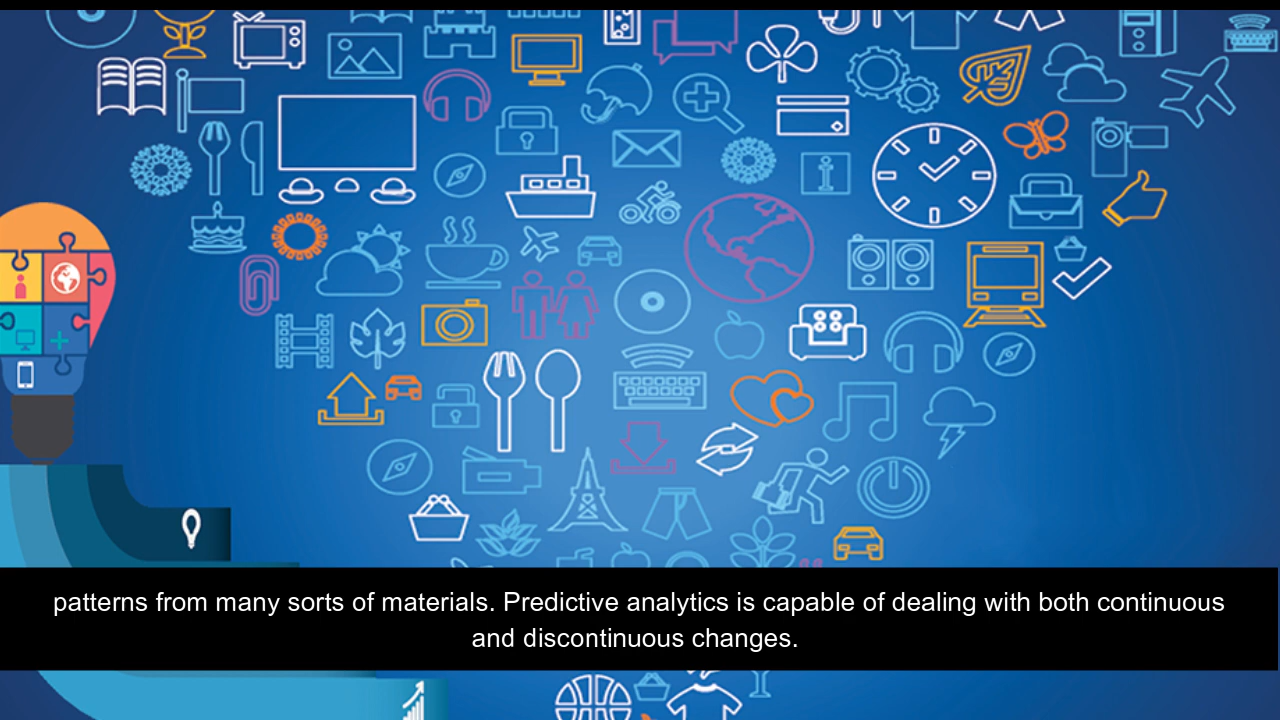 patterns from many sorts of materials. Predictive analytics is capable of dealing with both continuous
and discontinuous changes.